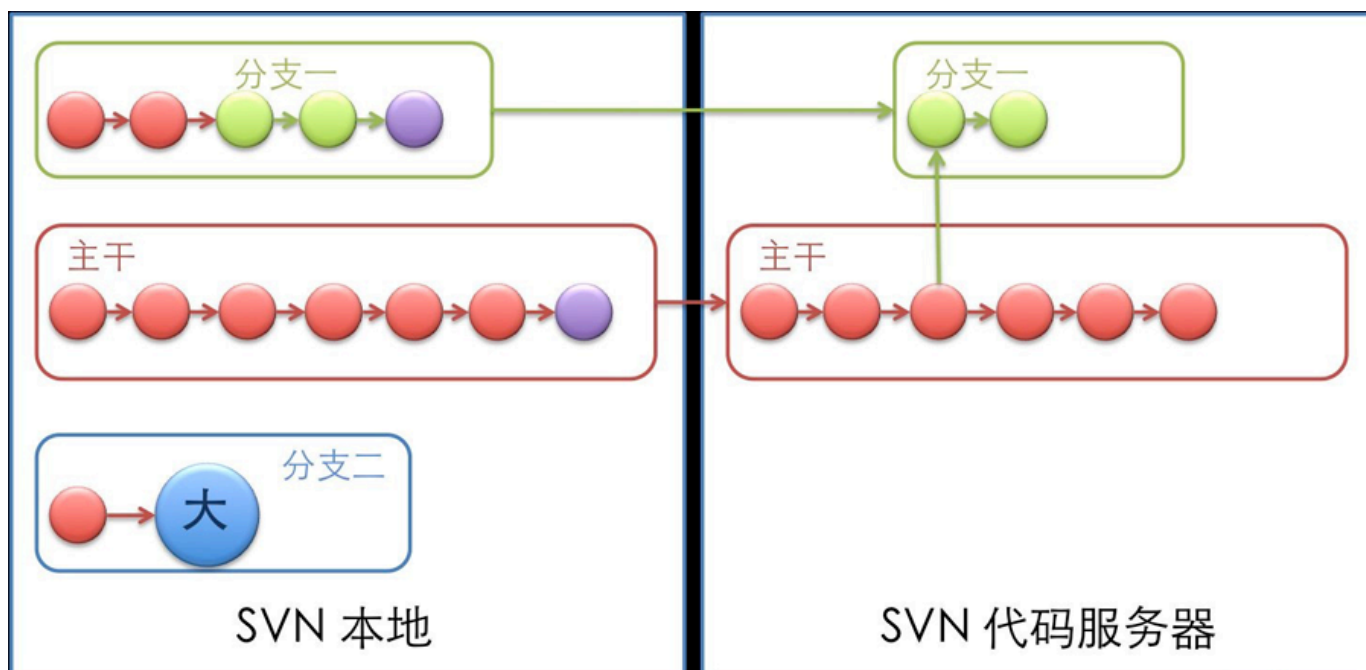 分支一
分支一
主干
主干
分支二
大
SVN 本地
SVN 代码服务器